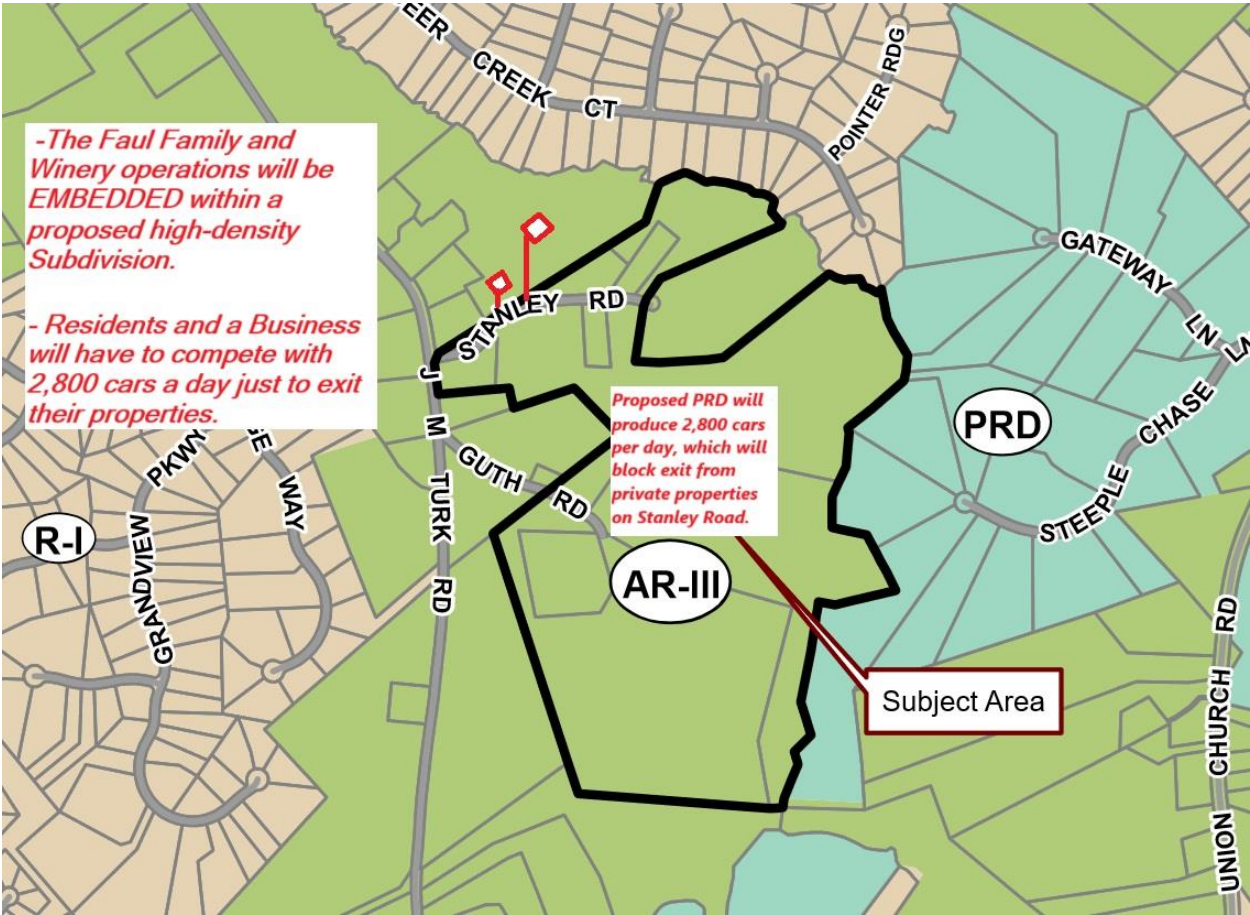 EER
CREEK
CT
POINTER RDG
-The Faul Family and
Winery operations will be
EMBEDDED within a
proposed high-density
Subdivision.
- Residents and a Business
will have to compete with
2,800 cars a day just to exit
their properties.
STANLEY RD
GATEWAY
LN
LA
J M TURK RD
GUTH RD
Proposed PRD will
produce 2,800 cars
per day, which will
block exit from
private properties
on Stanley Road.
PRD
STEEPLE CHASE
R-I
GRANDVIEW PKWY
GE WAY
AR-III
Subject Area
UNION CHURCH RD